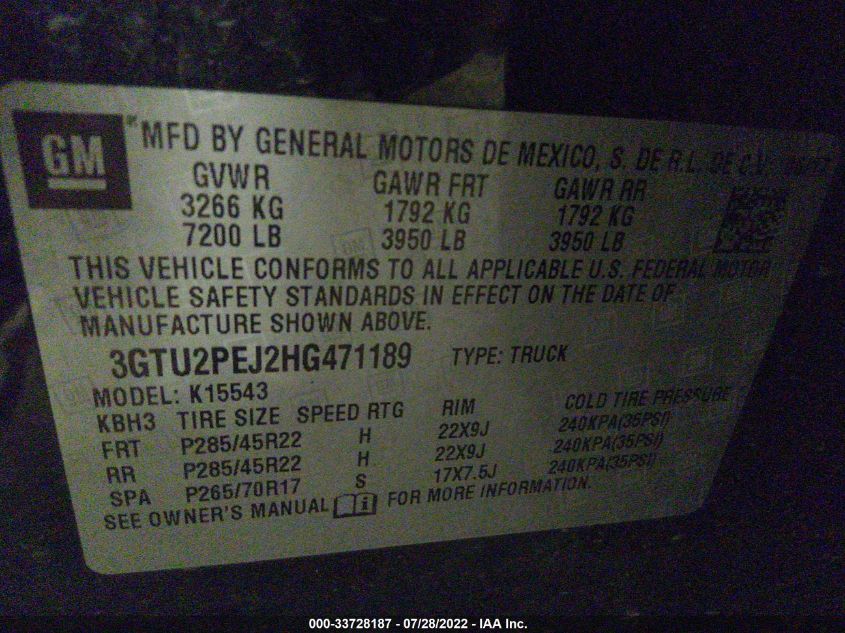 GM
MFD BY GENERAL MOTORS DE MEXICO, S. DE R.L. DE C.V.
GVWR GAWR FRT GAWR RR
3266 KG 1792 KG 1792 KG
7200 LB 3950 LB 3950 LB
THIS VEHICLE CONFORMS TO ALL APPLICABLE U.S. FEDERAL MOTOR
VEHICLE SAFETY STANDARDS IN EFFECT ON THE DATE OF
MANUFACTURE SHOWN ABOVE.
3GTU2PEJ2HG471189 TYPE: TRUCK
MODEL: K15543
KBH3 TIRE SIZE SPEED RTG RIM COLD TIRE PRESSURE
FRT P285/45R22 H 22X9J 240KPA(35PSI)
RR P285/45R22 H 22X9J 240KPA(35PSI)
SPA P265/70R17 S 17X7.5J 240KPA(35PSI)
SEE OWNER'S MANUAL FOR MORE INFORMATION.
000-33728187 - 07/28/2022 - IAA Inc.